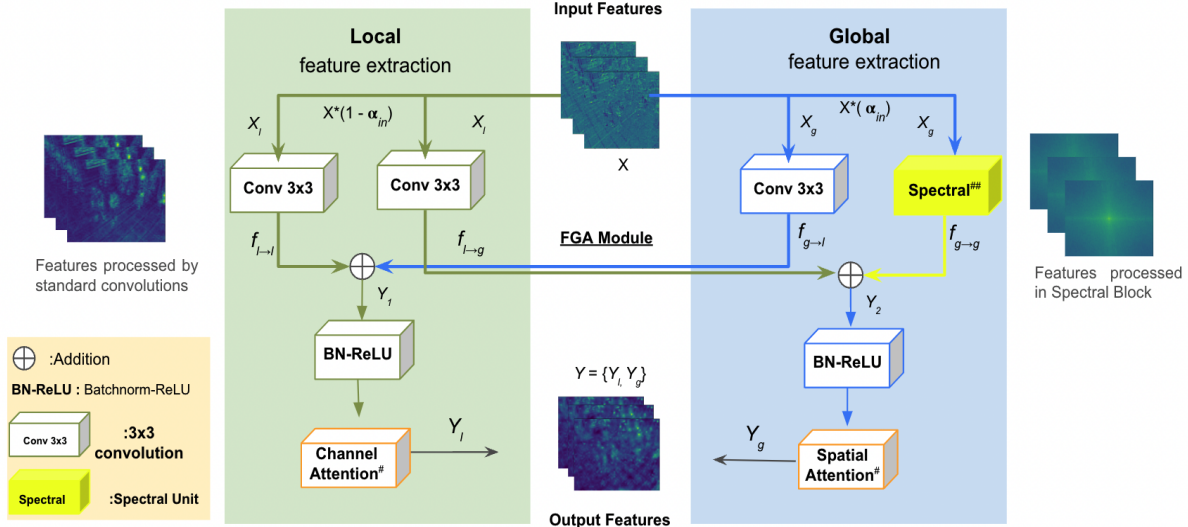 Input Features
Local
feature extraction
Global
feature extraction
X*(1 - α_in)
X*( α_in)
X_l
X_l
X_g
X_g
X
Conv 3x3
Conv 3x3
Conv 3x3
Spectral##
f_l→l
f_l→g
FGA Module
f_g→l
f_g→g
Features processed by
standard convolutions
Features processed
in Spectral Block
Y_1
Y_2
BN-ReLU
BN-ReLU
Y = {Y_l, Y_g}
Channel
Attention#
Y_l
Y_g
Spatial
Attention#
Output Features
:Addition
BN-ReLU : Batchnorm-ReLU
Conv 3x3
:3x3
convolution
Spectral
:Spectral Unit